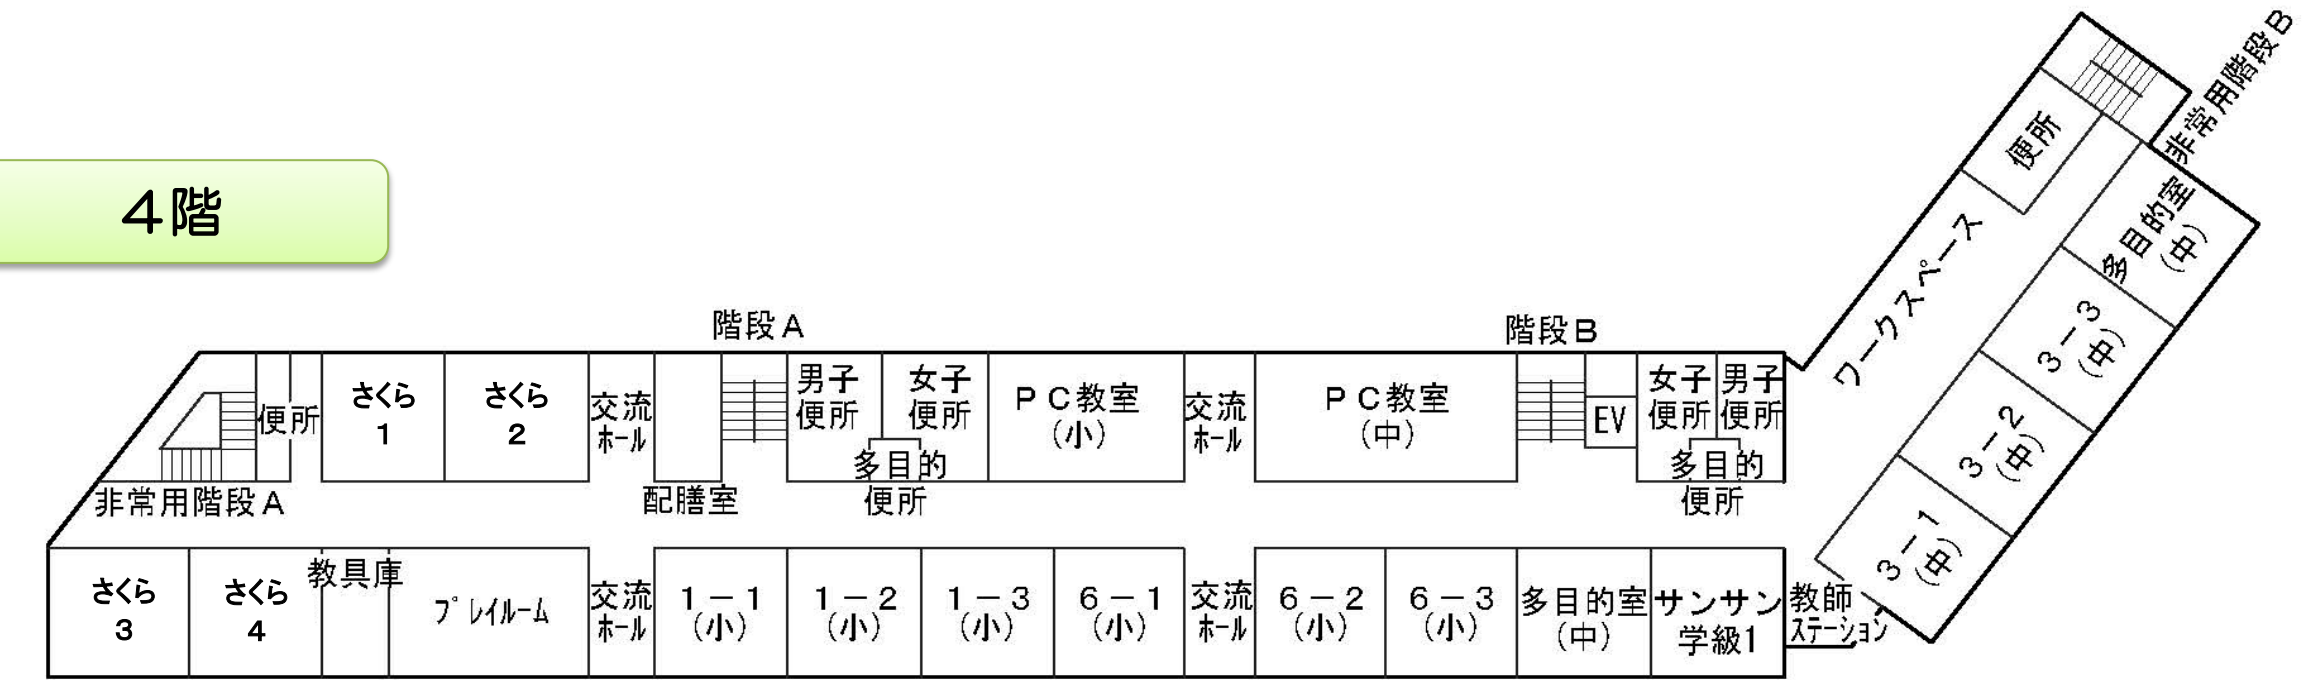 ４階
階段Ａ
階段Ｂ
非常用階段Ｂ
便所
ワークスペース
多目的室
（中）
３－３
（中）
３－２
（中）
３－１
（中）
便所
さくら
1
さくら
2
交流
ホール
男子
便所
女子
便所
多目的
便所
ＰＣ教室
（小）
交流
ホール
ＰＣ教室
（中）
EV
女子
便所
男子
便所
多目的
便所
非常用階段Ａ
配膳室
さくら
3
さくら
4
教具庫
プレイルーム
交流
ホール
１－１
（小）
１－２
（小）
１－３
（小）
６－１
（小）
交流
ホール
６－２
（小）
６－３
（小）
多目的室
（中）
サンサン
学級1
教師
ステーション